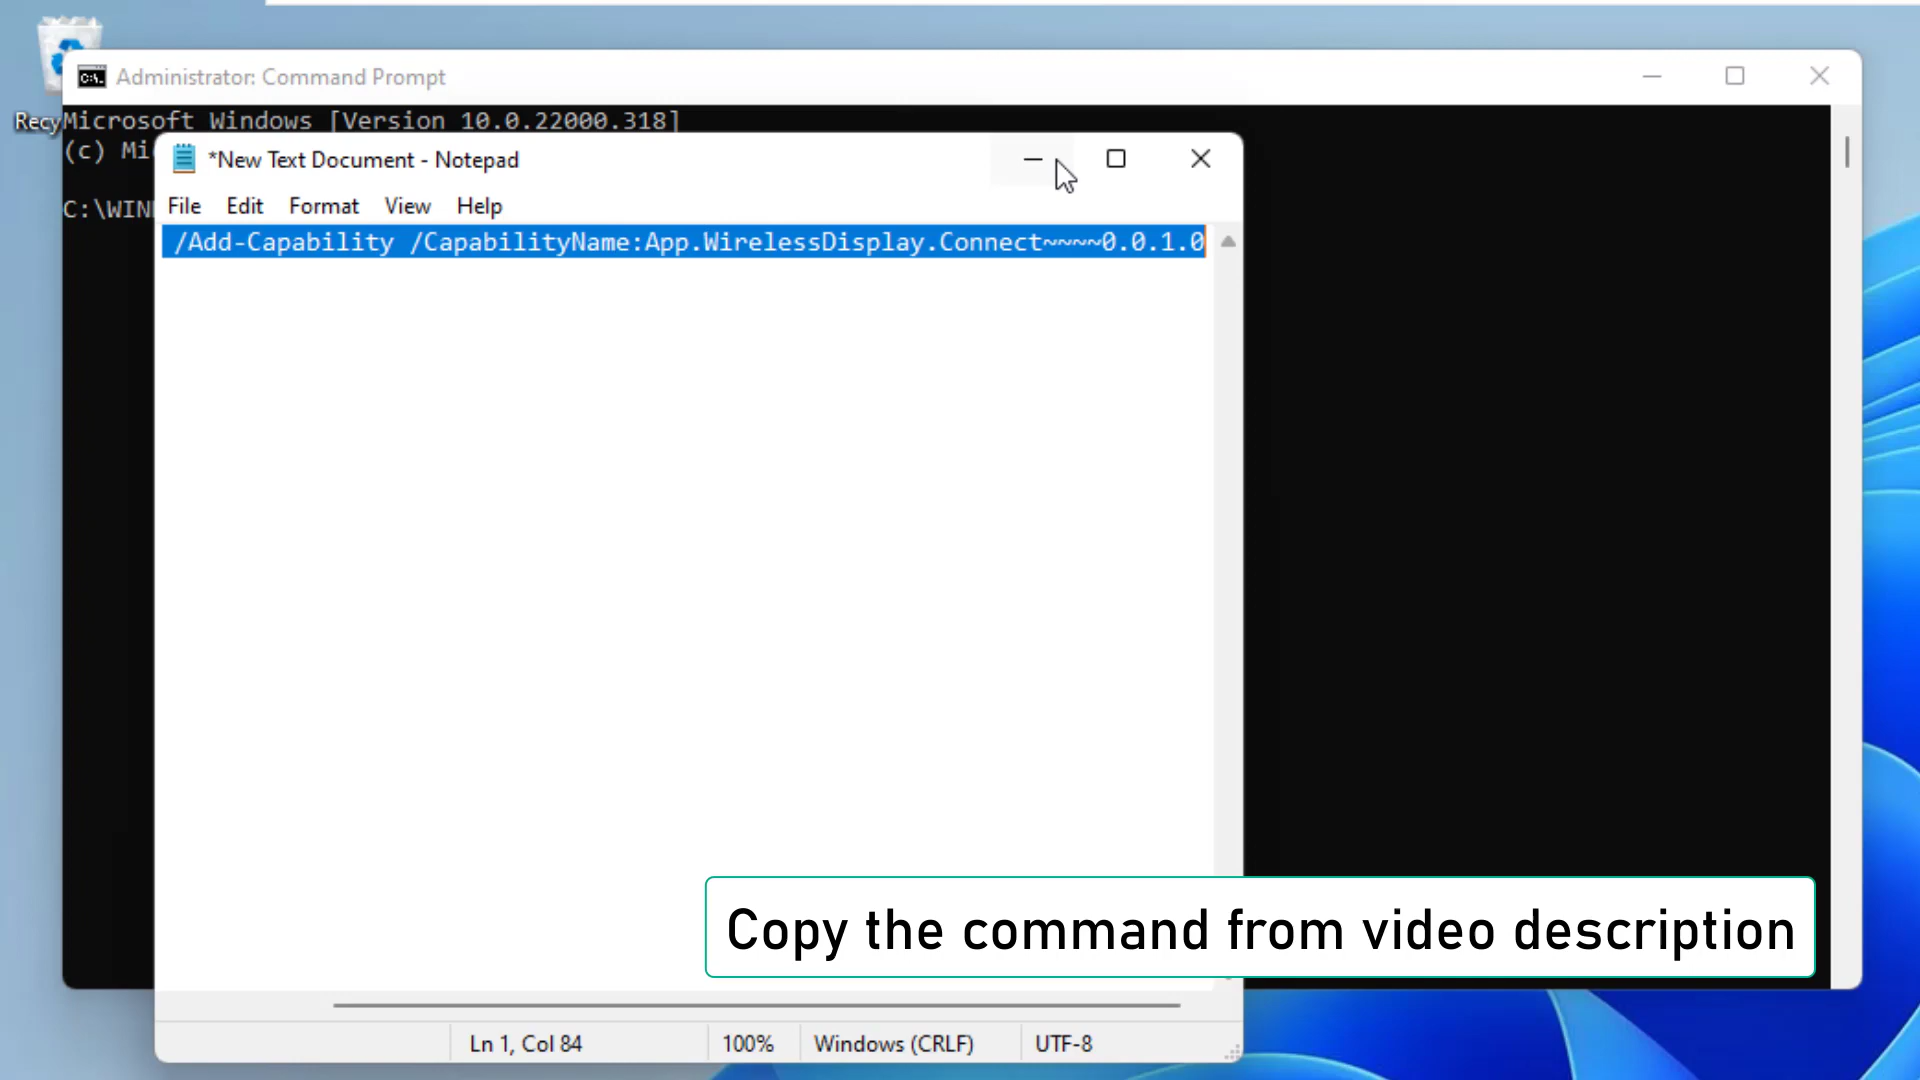 Recy
Administrator: Command Prompt
Microsoft Windows [Version 10.0.22000.318]
(c) Mi
*New Text Document - Notepad
C:\WIN
File Edit Format View Help
/Add-Capability /CapabilityName:App.WirelessDisplay.Connect~~~~0.0.1.0
Copy the command from video description
Ln 1, Col 84 100% Windows (CRLF) UTF-8